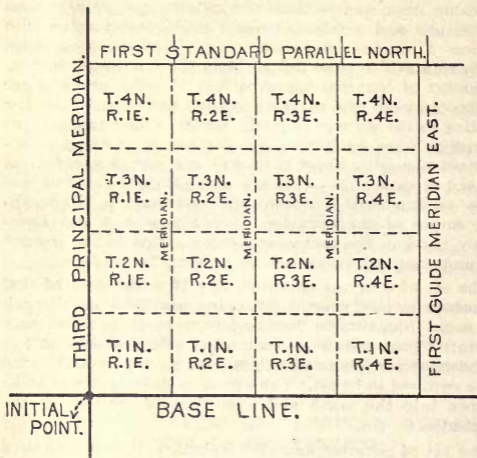 FIRST STANDARD PARALLEL NORTH.
THIRD PRINCIPAL MERIDIAN.
T.4N. T.4N. T.4N. T.4N.
R.1E. R.2E. R.3E. R.4E.
T.3N. T.3N. T.3N. T.3N.
R.1E. R.2E. R.3E. R.4E.
MERIDIAN. MERIDIAN. MERIDIAN.
T.2N. T.2N. T.2N. T.2N.
R.1E. R.2E. R.3E. R.4E.
T.1N. T.1N. T.1N. T.1N.
R.1E. R.2E. R.3E. R.4E.
FIRST GUIDE MERIDIAN EAST.
INITIAL
POINT.
BASE LINE.